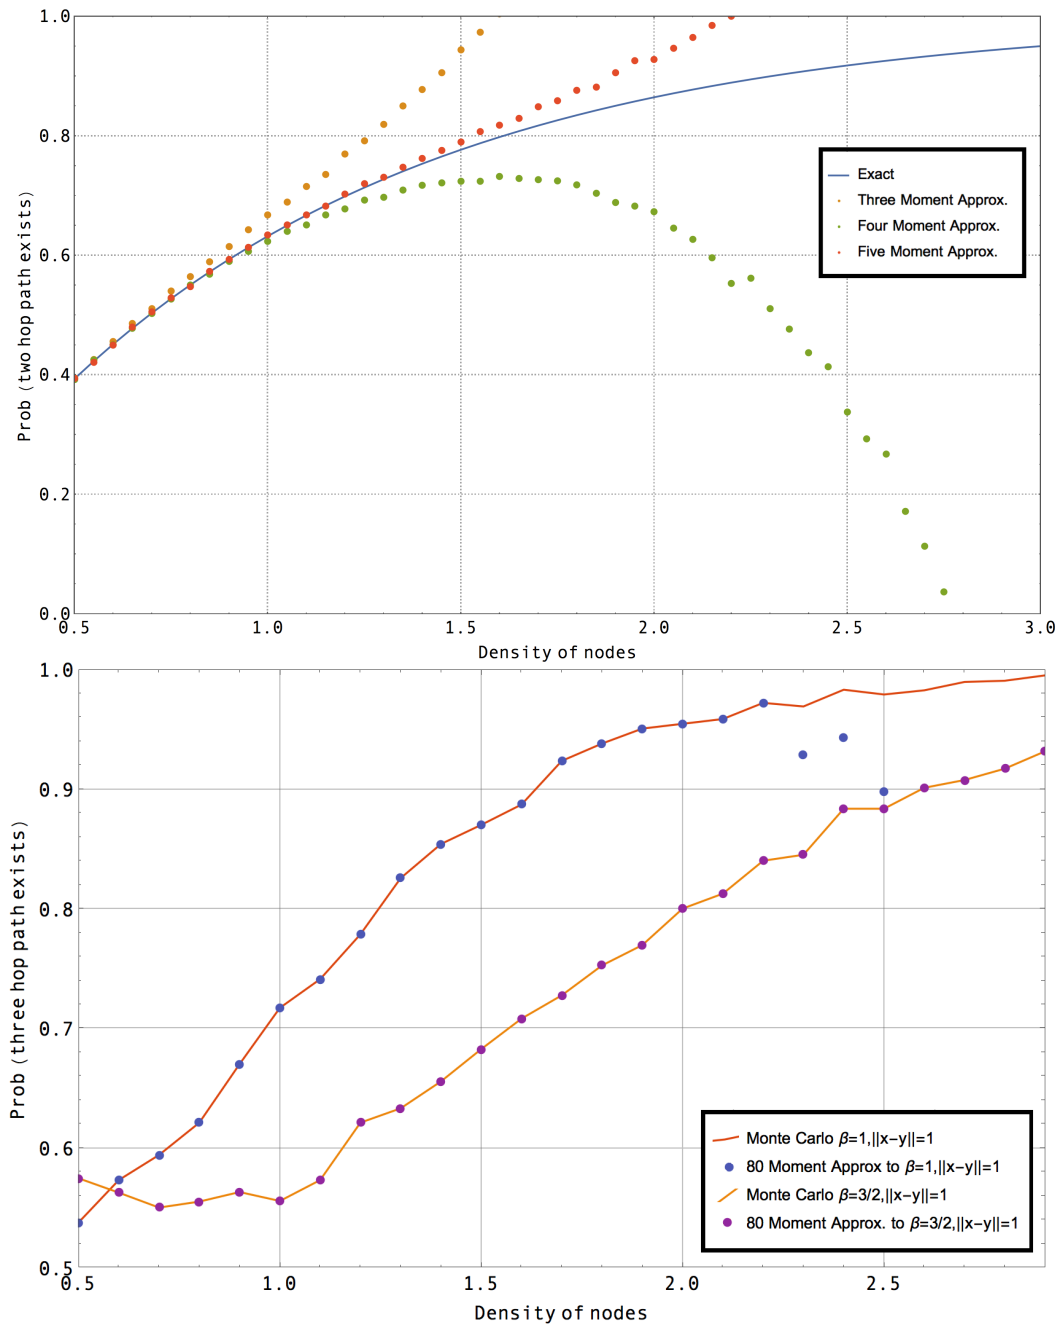 1.0
0.8
0.6
0.4
0.2
0.0
Prob (two hop path exists)
Exact
Three Moment Approx.
Four Moment Approx.
Five Moment Approx.
0.5 1.0 1.5 2.0 2.5 3.0
Density of nodes
1.0
0.9
0.8
0.7
0.6
0.5
Prob (three hop path exists)
Monte Carlo β=1,||x−y||=1
80 Moment Approx to β=1,||x−y||=1
Monte Carlo β=3/2,||x−y||=1
80 Moment Approx. to β=3/2,||x−y||=1
0.5 1.0 1.5 2.0 2.5
Density of nodes